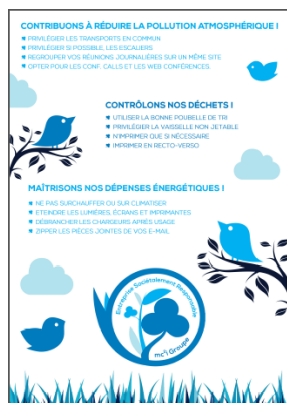 CONTRIBUONS À RÉDUIRE LA POLLUTION ATMOSPHÉRIQUE !
PRIVILÉGIER LES TRANSPORTS EN COMMUN
PRIVILÉGIER SI POSSIBLE, LES ESCALIERS
REGROUPER VOS RÉUNIONS JOURNALIÈRES SUR UN MÊME SITE
OPTER POUR LES CONF. CALLS ET LES WEB CONFÉRENCES.
CONTRÔLONS NOS DÉCHETS !
UTILISER LA BONNE POUBELLE DE TRI
PRIVILÉGIER LA VAISSELLE NON JETABLE
N'IMPRIMER QUE SI NÉCESSAIRE
IMPRIMER EN RECTO-VERSO
MAÎTRISONS NOS DÉPENSES ÉNERGÉTIQUES !
NE PAS SURCHAUFFER OU SUR CLIMATISER
ETEINDRE LES LUMIÈRES, ÉCRANS ET IMPRIMANTES
DÉBRANCHER LES CHARGEURS APRÈS USAGE
ZIPPER LES PIÈCES JOINTES DE VOS E-MAIL
Entreprise Sociétalement Responsable
mc²i Groupe